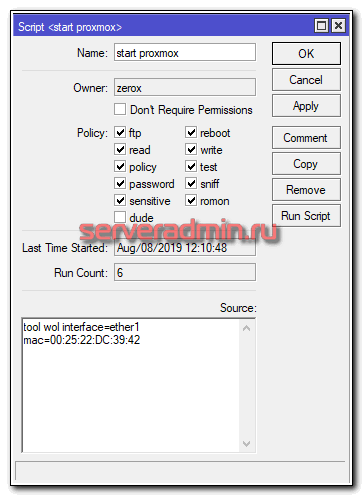 Script <start proxmox>
Name: start proxmox
OK
Owner: zerox
Cancel
Don't Require Permissions
Apply
Policy: ftp reboot
Comment
read write
policy test
Copy
password sniff
Remove
sensitive romon
dude
Run Script
serveradmin.ru
Last Time Started: Aug/08/2019 12:10:48
Run Count: 6
Source:
tool wol interface=ether1
mac=00:25:22:DC:39:42